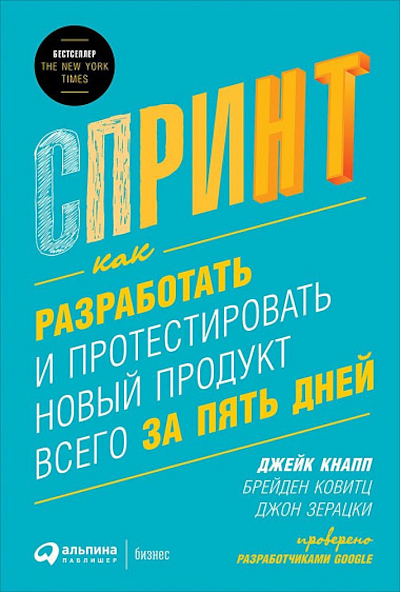 БЕСТСЕЛЛЕР
THE NEW YORK
TIMES
СПРИНТ
как
РАЗРАБОТАТЬ
И ПРОТЕСТИРОВАТЬ
НОВЫЙ ПРОДУКТ
ВСЕГО ЗА ПЯТЬ ДНЕЙ
ДЖЕЙК КНАПП
БРЕЙДЕН КОВИТЦ
ДЖОН ЗЕРАЦКИ
проверено
РАЗРАБОТЧИКАМИ GOOGLE
альпина
ПАБЛИШЕР
бизнес